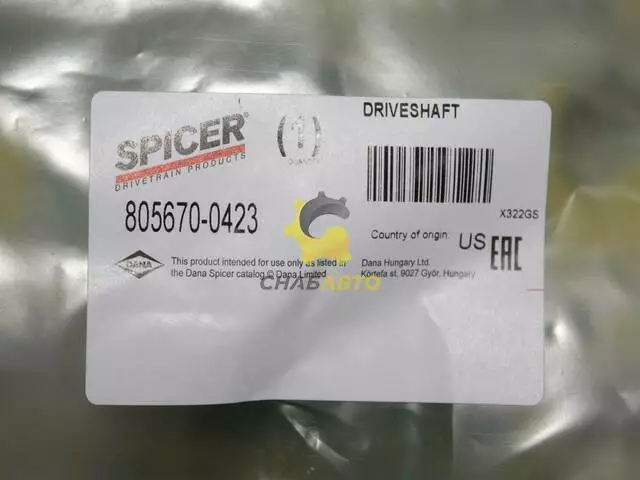 SPICER®
DRIVETRAIN PRODUCTS
(1)
QUANTITY
DRIVESHAFT
805670-0423
X322GS
Country of origin: US
EAC
DANA
This product intended for use only as listed in
the Dana Spicer catalog © Dana Limited
Dana Hungary Ltd.
Körtefa st, 9027 Győr, Hungary
СНАБАВТО